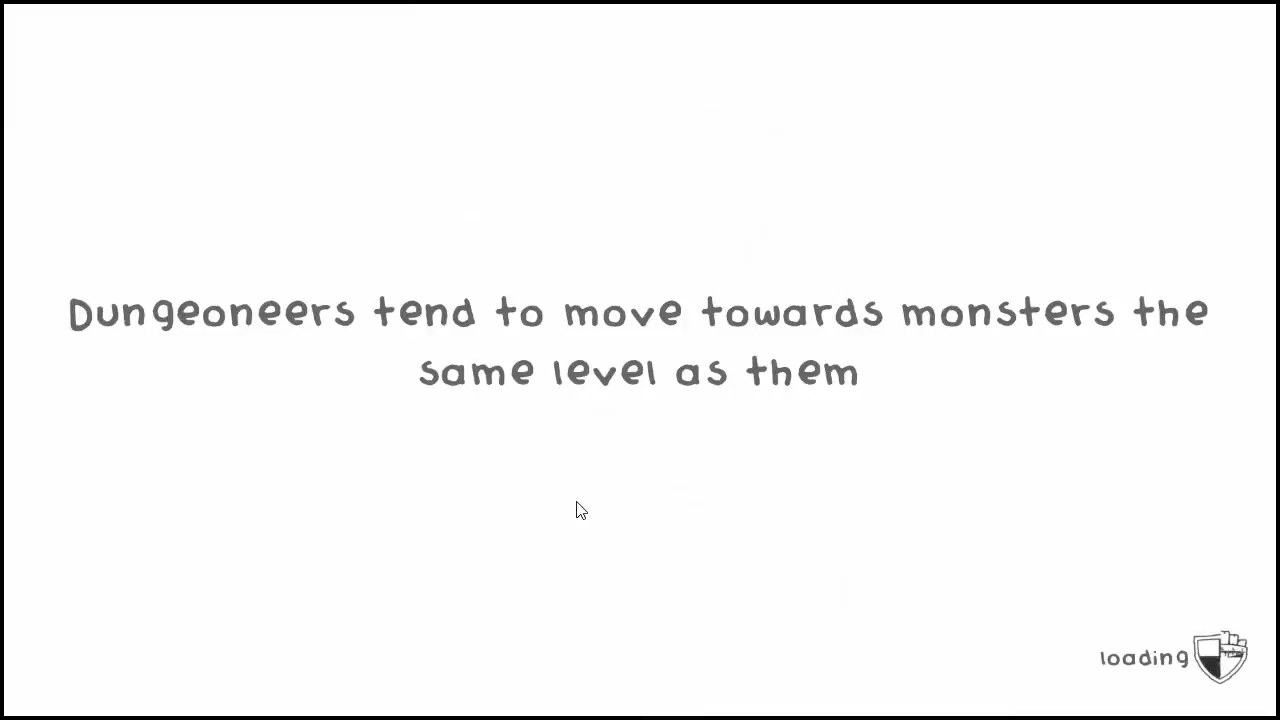 Dungeoneers tend to move towards monsters the
same level as them
loading